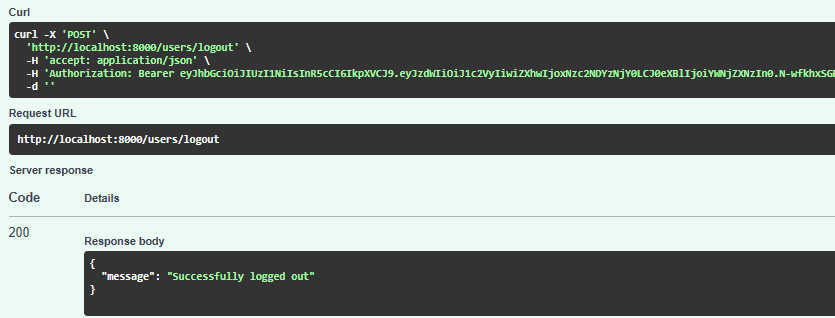 Curl
curl -X 'POST' \
'http://localhost:8000/users/logout' \
-H 'accept: application/json' \
-H 'Authorization: Bearer eyJhbGciOiJIUzI1NiIsInR5cCI6IkpXVCJ9.eyJzdWIiOiJ1c2VyIiwiZXhwIjoxNzc2NDYzNjY0LCJ0eXBlIjoiYWNjZXNzIn0.N-wfkhxSG
-d ''
Request URL
http://localhost:8000/users/logout
Server response
Code Details
200
Response body
{
"message": "Successfully logged out"
}